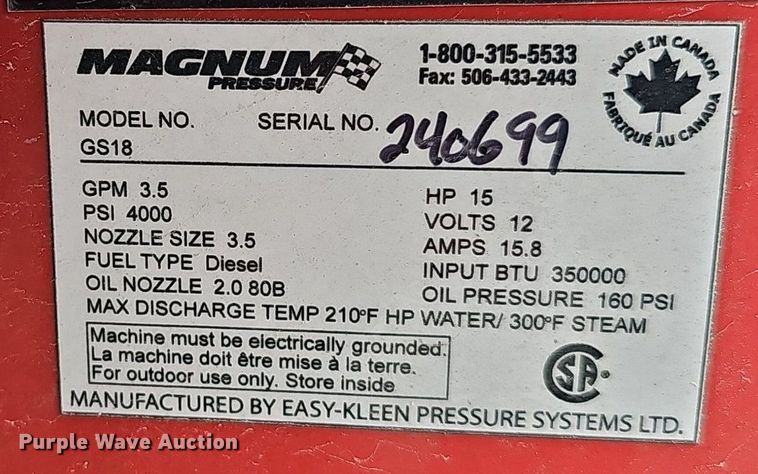 MAGNUM
PRESSURE
1-800-315-5533
Fax: 506-433-2443
MADE IN CANADA
FABRIQUÉ AU CANADA
MODEL NO. SERIAL NO. 240699
GS18
GPM 3.5 HP 15
PSI 4000 VOLTS 12
NOZZLE SIZE 3.5 AMPS 15.8
FUEL TYPE Diesel INPUT BTU 350000
OIL NOZZLE 2.0 80B OIL PRESSURE 160 PSI
MAX DISCHARGE TEMP 210°F HP WATER/ 300°F STEAM
Machine must be electrically grounded.
La machine doit être mise à la terre.
For outdoor use only. Store inside
CSA
MANUFACTURED BY EASY-KLEEN PRESSURE SYSTEMS LTD.
Purple Wave Auction